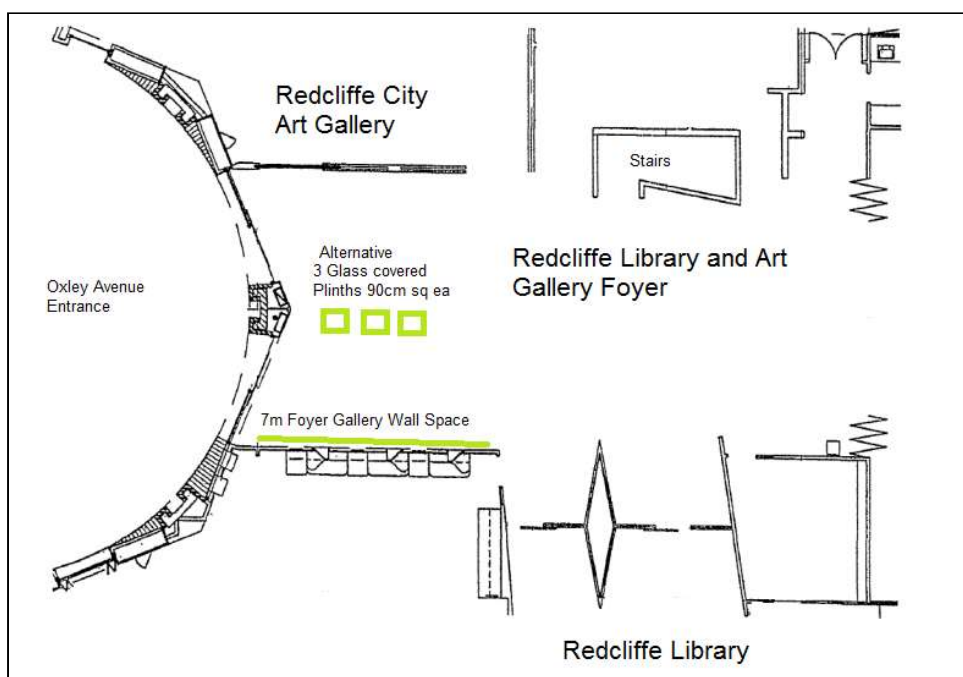 Redcliffe City
Art Gallery
Stairs
Alternative
3 Glass covered
Plinths 90cm sq ea
Redcliffe Library and Art
Gallery Foyer
Oxley Avenue
Entrance
7m Foyer Gallery Wall Space
Redcliffe Library